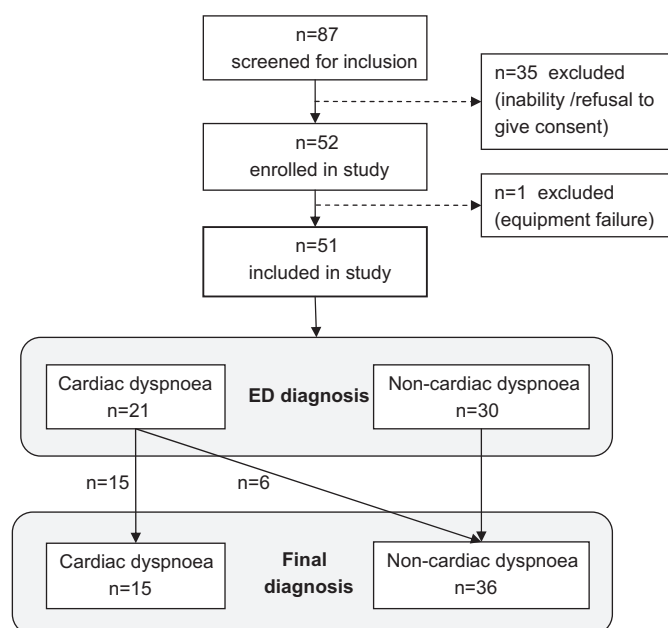 n=87
screened for inclusion
n=35 excluded
(inability /refusal to
give consent)
n=52
enrolled in study
n=1 excluded
(equipment failure)
n=51
included in study
Cardiac dyspnoea
n=21
ED diagnosis
Non-cardiac dyspnoea
n=30
n=15
n=6
Cardiac dyspnoea
n=15
Final
diagnosis
Non-cardiac dyspnoea
n=36